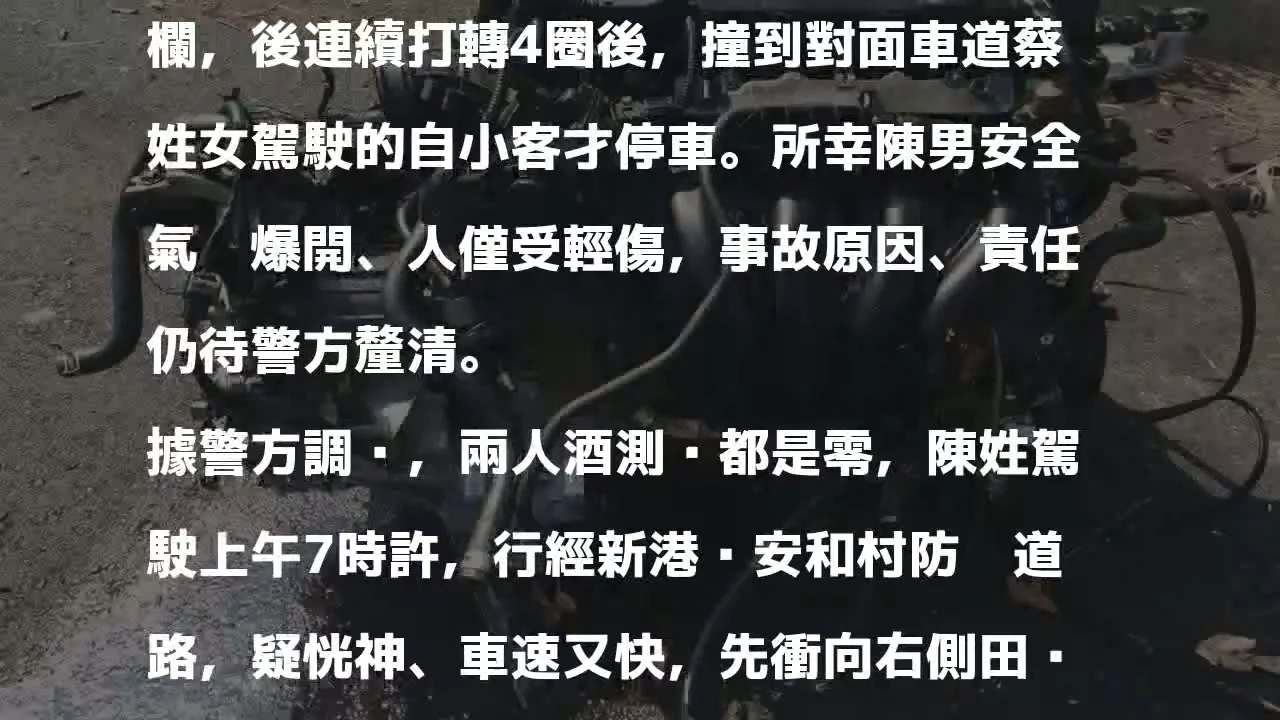 欄，後連續打轉4圈後，撞到對面車道蔡
姓女駕駛的自小客才停車。所幸陳男安全
氣　爆開、人僅受輕傷，事故原因、責任
仍待警方釐清。
據警方調▪，兩人酒測▪都是零，陳姓駕
駛上午7時許，行經新港▪安和村防　道
路，疑恍神、車速又快，先衝向右側田▪